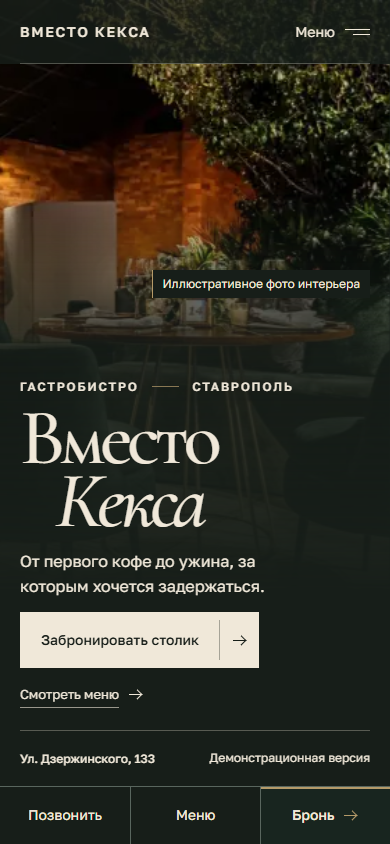 ВМЕСТО КЕКСА
Меню
Иллюстративное фото интерьера
ГАСТРОБИСТРО СТАВРОПОЛЬ
Вместо
Кекса
От первого кофе до ужина, за
которым хочется задержаться.
Забронировать столик →
Смотреть меню →
Ул. Дзержинского, 133
Демонстрационная версия
Позвонить
Меню
Бронь →